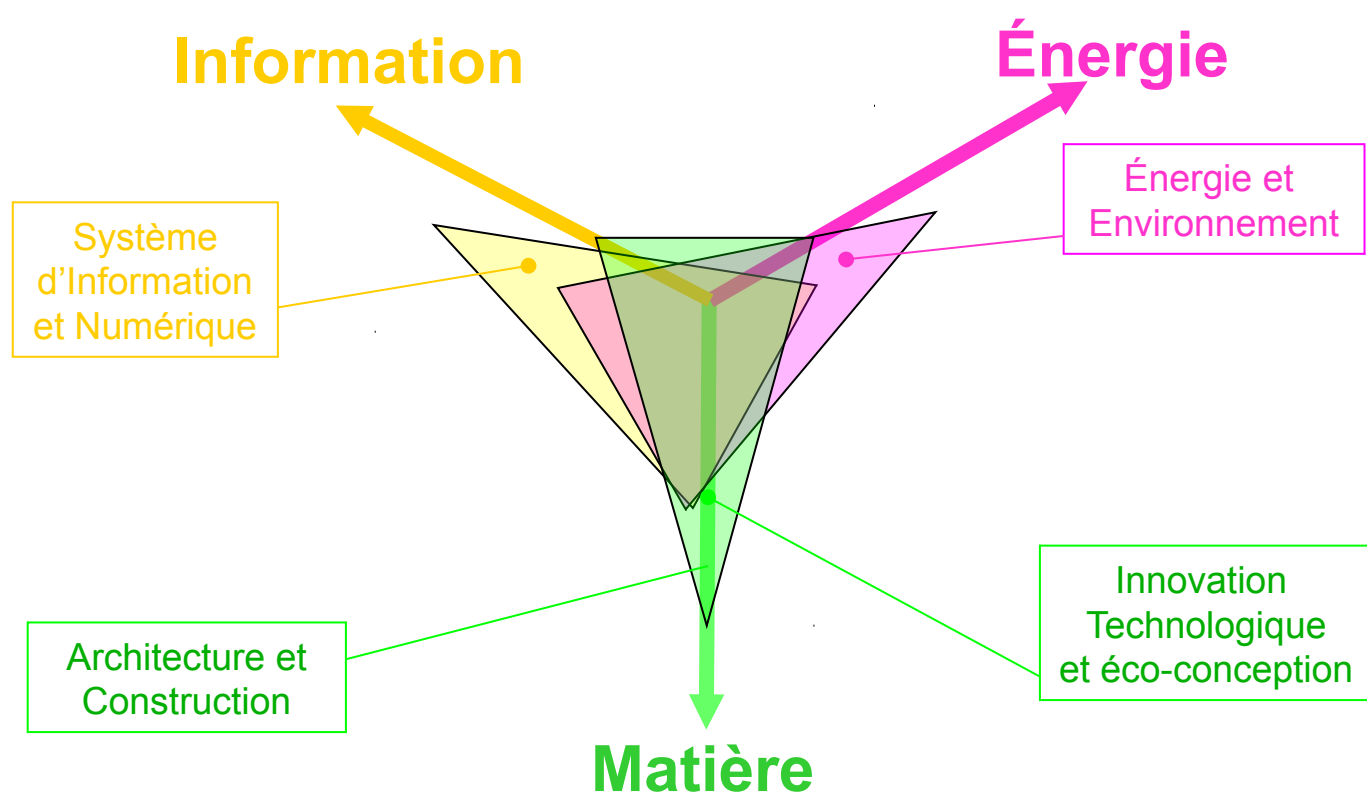 Information
Énergie
Énergie et
Environnement
Système
d’Information
et Numérique
Innovation
Technologique
et éco-conception
Architecture et
Construction
Matière